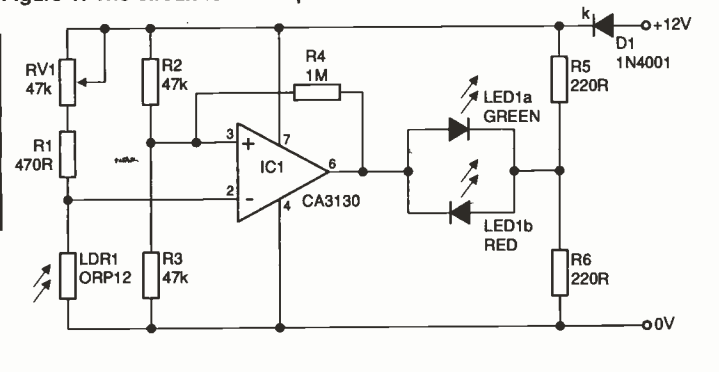 k
+12V
D1
1N4001
RV1
47k
R2
47k
R4
1M
R5
220R
LED1a
GREEN
R1
470R
3
+
7
IC1
6
2
-
4
CA3130
LED1b
RED
LDR1
ORP12
R3
47k
R6
220R
0V